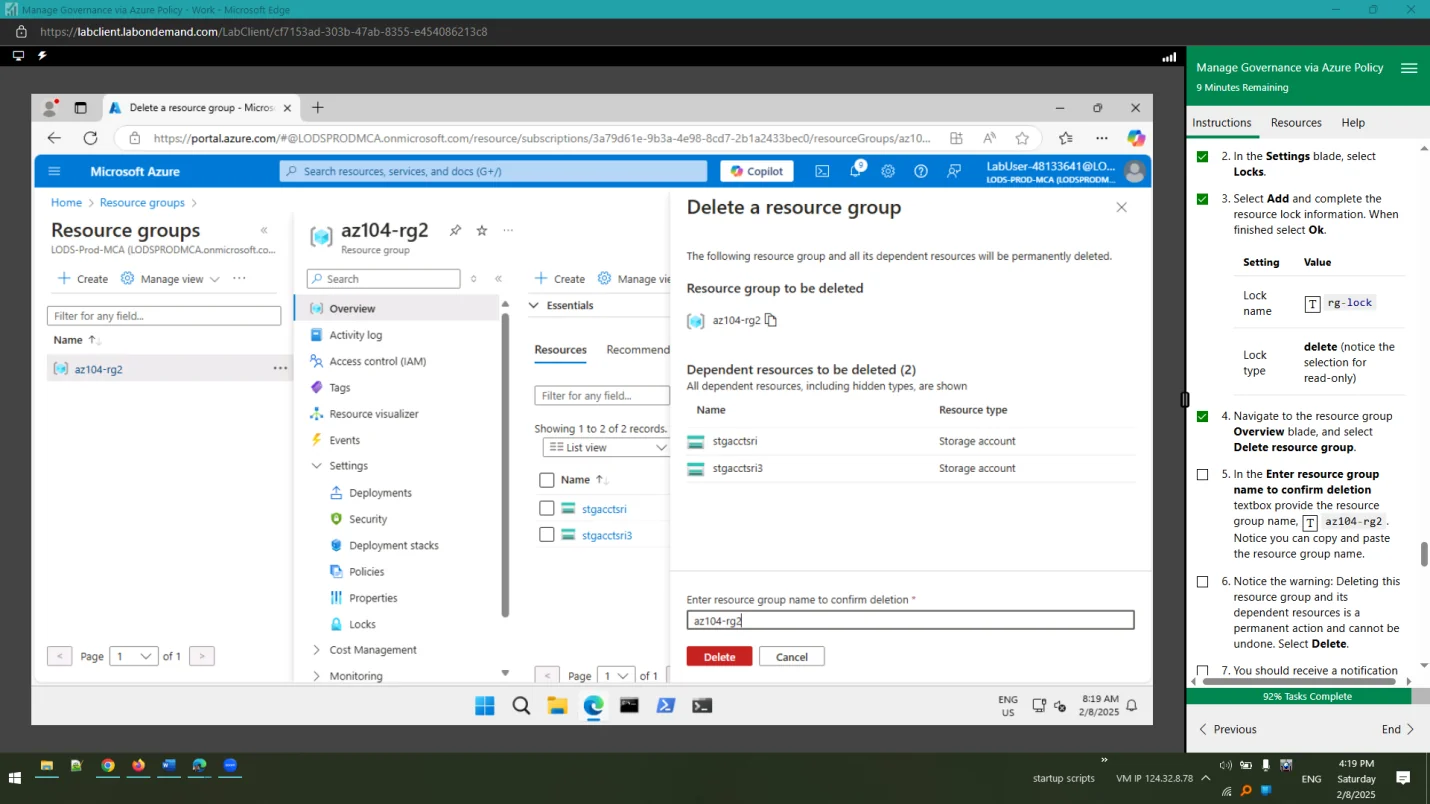 Manage Governance via Azure Policy - Work - Microsoft Edge
https://labclient.labondemand.com/LabClient/cf7153ad-303b-47ab-8355-e454086213c8
Delete a resource group - Micros
https://portal.azure.com/#@LODSPRODMCA.onmicrosoft.com/resource/subscriptions/3a79d61e-9b3a-4e98-8cd7-2b1a2433bec0/resourceGroups/az10...
Microsoft Azure
Search resources, services, and docs (G+/)
Copilot
9
LabUser-48133641@LO...
LODS-PROD-MCA (LODSPRODM...
Home > Resource groups >
Resource groups
LODS-Prod-MCA (LODSPRODMCA.onmicrosoft.co...
Create
Manage view
Filter for any field...
Name
az104-rg2
Page 1 of 1
az104-rg2
Resource group
Search
Overview
Activity log
Access control (IAM)
Tags
Resource visualizer
Events
Settings
Deployments
Security
Deployment stacks
Policies
Properties
Locks
Cost Management
Monitoring
Create
Manage vie
Essentials
Resources
Recommend
Filter for any field...
Showing 1 to 2 of 2 records.
List view
Name
stgacctsri
stgacctsri3
Page 1 of 1
Delete a resource group
The following resource group and all its dependent resources will be permanently deleted.
Resource group to be deleted
az104-rg2
Dependent resources to be deleted (2)
All dependent resources, including hidden types, are shown
Name Resource type
stgacctsri Storage account
stgacctsri3 Storage account
Enter resource group name to confirm deletion *
az104-rg2
Delete
Cancel
ENG
US
8:19 AM
2/8/2025
Manage Governance via Azure Policy
9 Minutes Remaining
Instructions
Resources
Help
2. In the Settings blade, select
Locks.
3. Select Add and complete the
resource lock information. When
finished select Ok.
Setting Value
Lock
name
T rg-lock
Lock
type
delete (notice the
selection for
read-only)
4. Navigate to the resource group
Overview blade, and select
Delete resource group.
5. In the Enter resource group
name to confirm deletion
textbox provide the resource
group name, T az104-rg2 .
Notice you can copy and paste
the resource group name.
6. Notice the warning: Deleting this
resource group and its
dependent resources is a
permanent action and cannot be
undone. Select Delete.
7. You should receive a notification
92% Tasks Complete
Previous
End
startup scripts
VM IP 124.32.8.78
ENG
4:19 PM
Saturday
2/8/2025